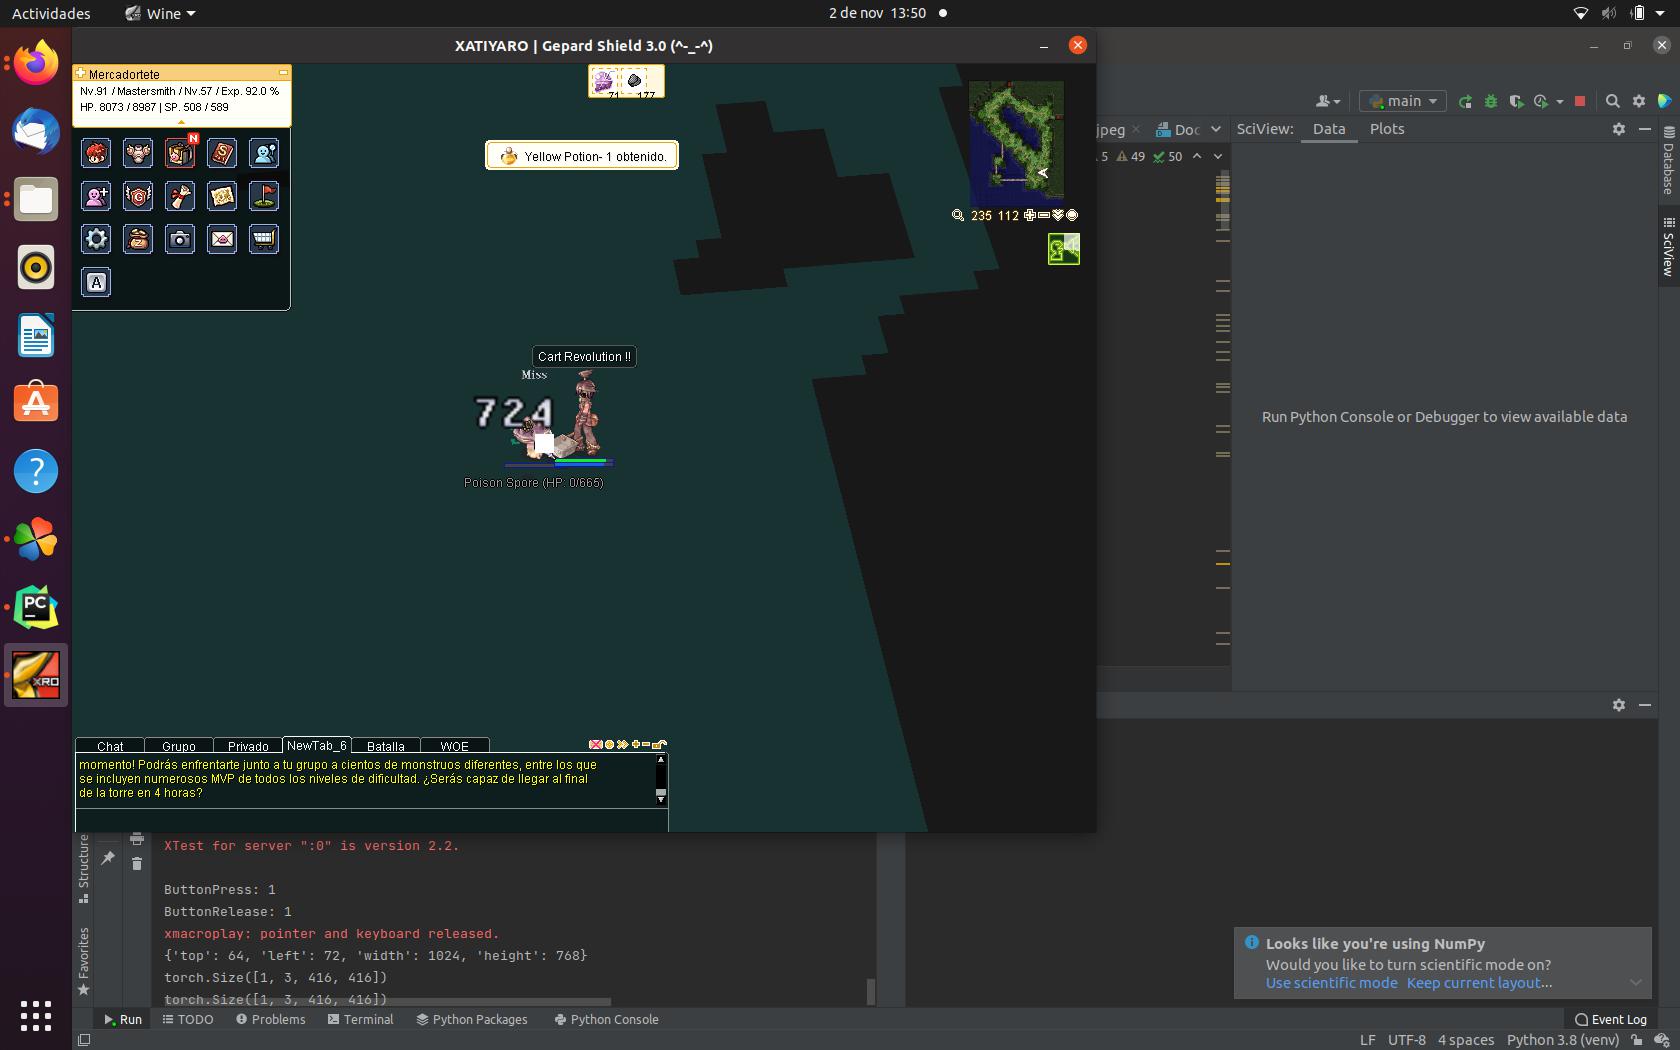 Actividades
Wine
2 de nov 13:50
XATIYARO | Gepard Shield 3.0 (^-_-^)
Mercadortete
Nv.91 / Mastersmith / Nv.57 / Exp. 92.0 %
HP. 8073 / 8987 | SP. 508 / 589
N
A
71
177
Yellow Potion- 1 obtenido.
235 112
Cart Revolution !!
Miss
724
Poison Spore (HP: 0/665)
Chat
Grupo
Privado
NewTab_6
Batalla
WOE
momento! Podrás enfrentarte junto a tu grupo a cientos de monstruos diferentes, entre los que
se incluyen numerosos MVP de todos los niveles de dificultad. ¿Serás capaz de llegar al final
de la torre en 4 horas?
main
jpeg
Doc
SciView:
Data
Plots
5
49
50
Database
SciView
Run Python Console or Debugger to view available data
PC
XRO
Structure
Favorites
XTest for server ":0" is version 2.2.
ButtonPress: 1
ButtonRelease: 1
xmacroplay: pointer and keyboard released.
{'top': 64, 'left': 72, 'width': 1024, 'height': 768}
torch.Size([1, 3, 416, 416])
torch.Size([1, 3, 416, 416])
Looks like you're using NumPy
Would you like to turn scientific mode on?
Use scientific mode Keep current layout...
Run
TODO
Problems
Terminal
Python Packages
Python Console
Event Log
LF UTF-8 4 spaces Python 3.8 (venv)